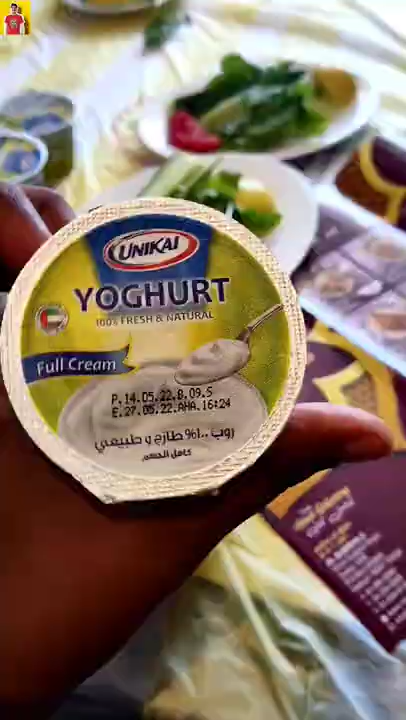 UNIKAI
YOGHURT
100% FRESH & NATURAL
Full Cream
P.14.05.22.B.09.S
E.27.05.22.AHA.16:24
روب ١٠٠% طازج و طبيعي
كامل الدسم